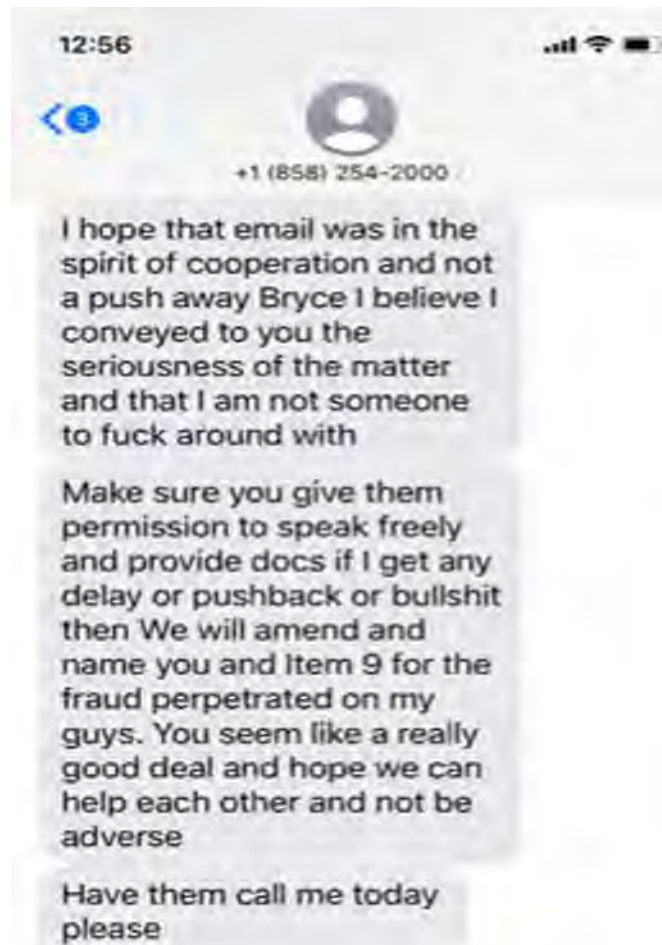 12:56
3
+1 (858) 254-2000
I hope that email was in the
spirit of cooperation and not
a push away Bryce I believe I
conveyed to you the
seriousness of the matter
and that I am not someone
to fuck around with
Make sure you give them
permission to speak freely
and provide docs if I get any
delay or pushback or bullshit
then We will amend and
name you and Item 9 for the
fraud perpetrated on my
guys. You seem like a really
good deal and hope we can
help each other and not be
adverse
Have them call me today
please